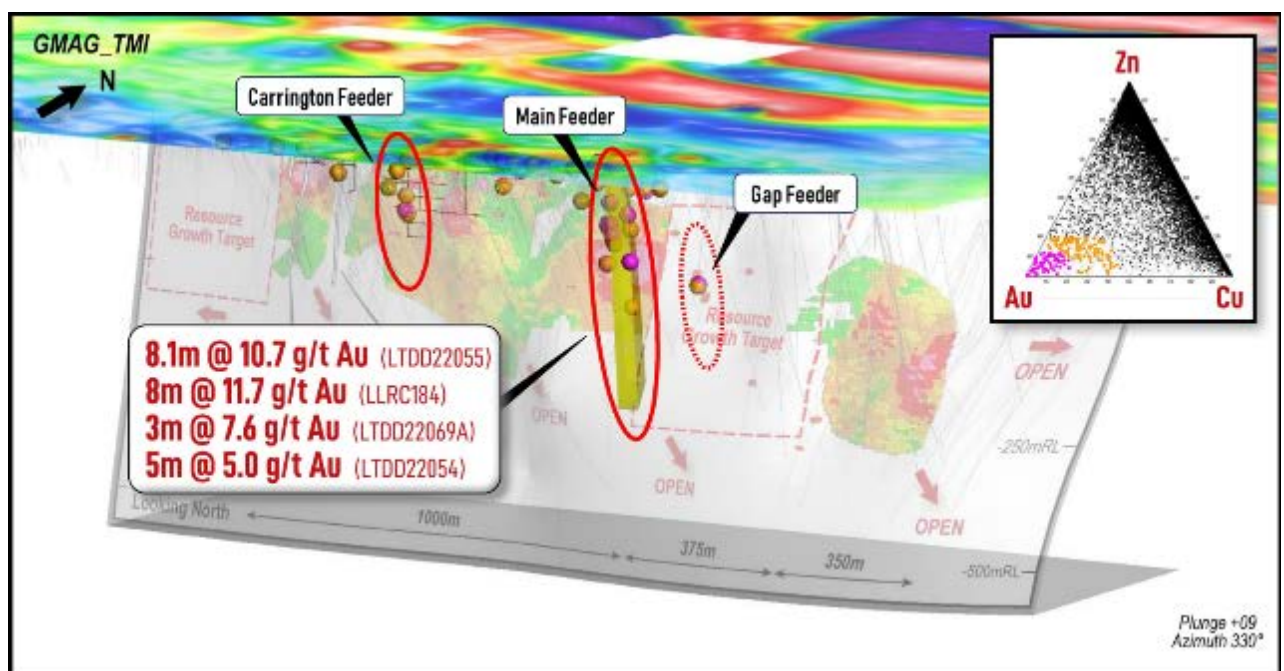 GMAG_TMI
N
Carrington Feeder
Main Feeder
Gap Feeder
Zn
Au
Cu
Resource
Growth Target
Resource
Growth Target
8.1m @ 10.7 g/t Au (LTDD22055)
8m @ 11.7 g/t Au (LLRC184)
3m @ 7.6 g/t Au (LTDD22069A)
5m @ 5.0 g/t Au (LTDD22054)
OPEN
OPEN
OPEN
OPEN
-250mRL
-500mRL
Looking North
1000m
375m
350m
Plunge +09
Azimuth 330°